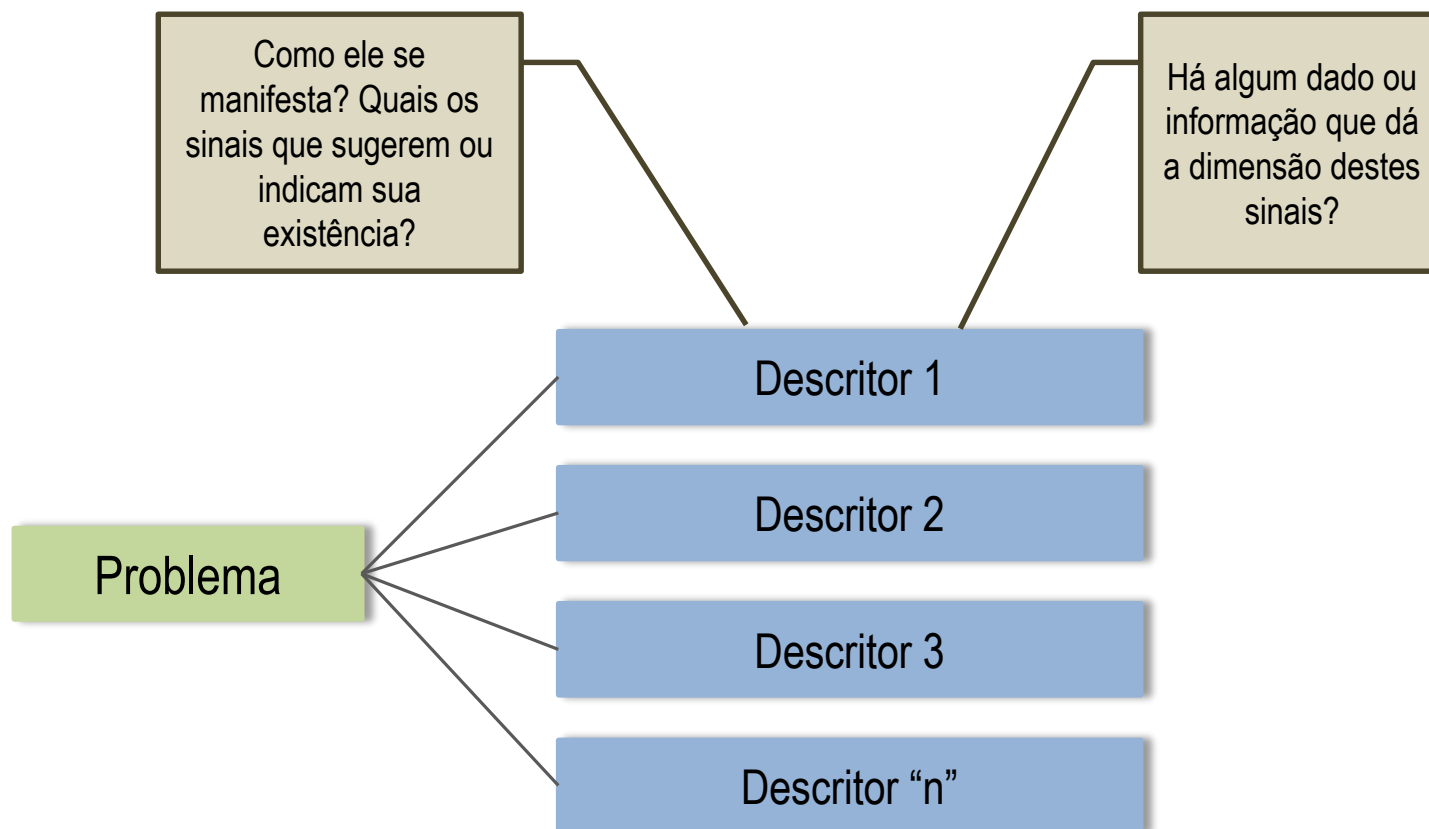 Como ele se
manifesta? Quais os
sinais que sugerem ou
indicam sua
existência?
Há algum dado ou
informação que dá
a dimensão destes
sinais?
Descritor 1
Descritor 2
Problema
Descritor 3
Descritor “n”